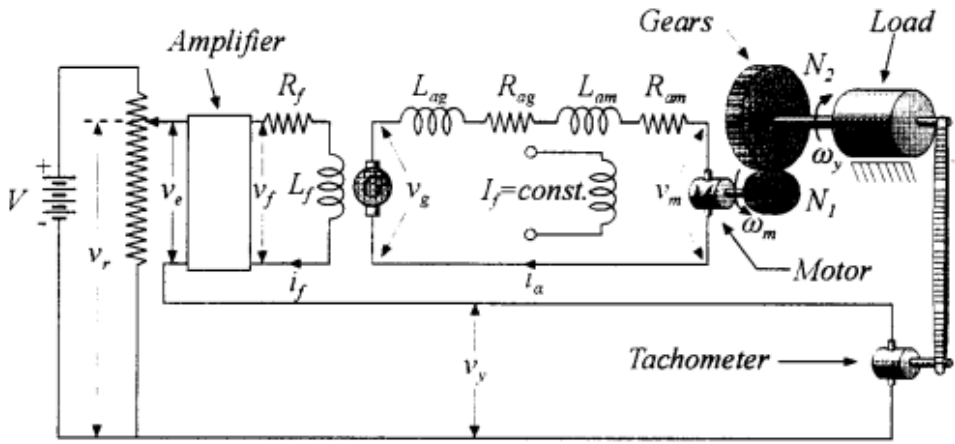 Amplifier
Gears
Load
R_f
L_ag
R_ag
L_am
R_am
N_2
+
V
v_r
v_e
v_f
L_f
v_g
I_f=const.
v_m
ω_y
N_1
ω_m
i_f
i_a
Motor
v_y
Tachometer